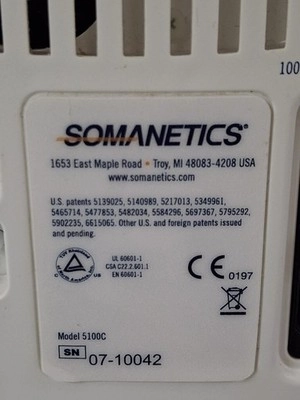 100
SOMANETICS®
1653 East Maple Road • Troy, MI 48083-4208 USA
www.somanetics.com
U.S. patents 5139025, 5140989, 5217013, 5349961,
5465714, 5477853, 5482034, 5584296, 5697367, 5795292,
5902235, 6615065. Other U.S. and foreign patents issued
and pending.
UL 60601-1
CSA C22.2.601.1
EN 60601-1
CE 0197
Model 5100C
SN 07-10042